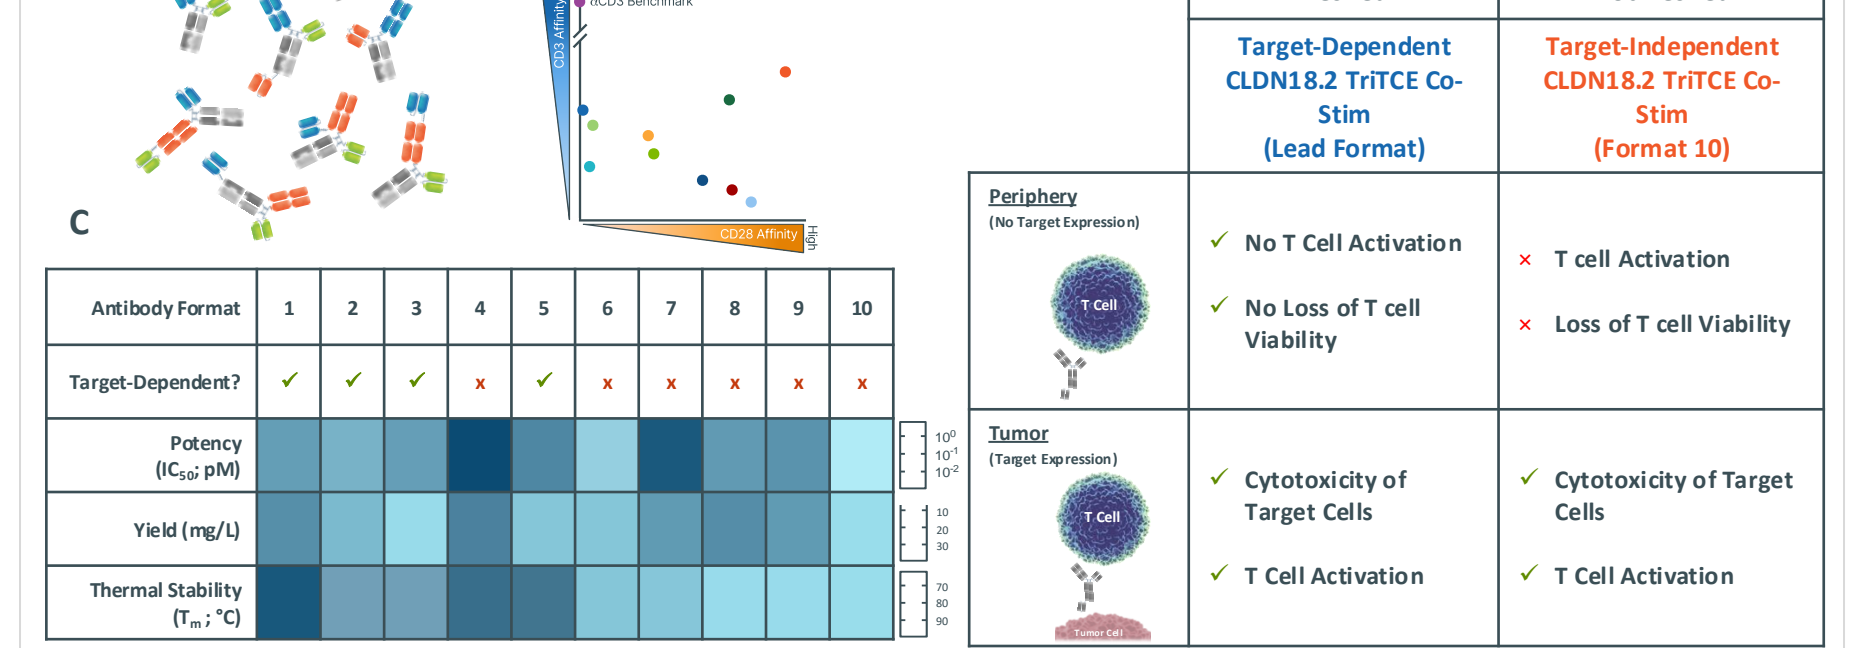 αCD3 Benchmark
CD3 Affinity
CD28 Affinity
High
C
Antibody Format 1 2 3 4 5 6 7 8 9 10
Target-Dependent? ✓ ✓ ✓ x ✓ x x x x x
Potency
(IC50; pM)
10⁰
10⁻¹
10⁻²
Yield (mg/L)
10
20
30
Thermal Stability
(Tm ; °C)
70
80
90
Target-Dependent
CLDN18.2 TriTCE Co-
Stim
(Lead Format)
Target-Independent
CLDN18.2 TriTCE Co-
Stim
(Format 10)
Periphery
(No Target Expression)
T Cell
✓ No T Cell Activation
✓ No Loss of T cell
Viability
× T cell Activation
× Loss of T cell Viability
Tumor
(Target Expression)
T Cell
Tumor Cell
✓ Cytotoxicity of
Target Cells
✓ T Cell Activation
✓ Cytotoxicity of Target
Cells
✓ T Cell Activation